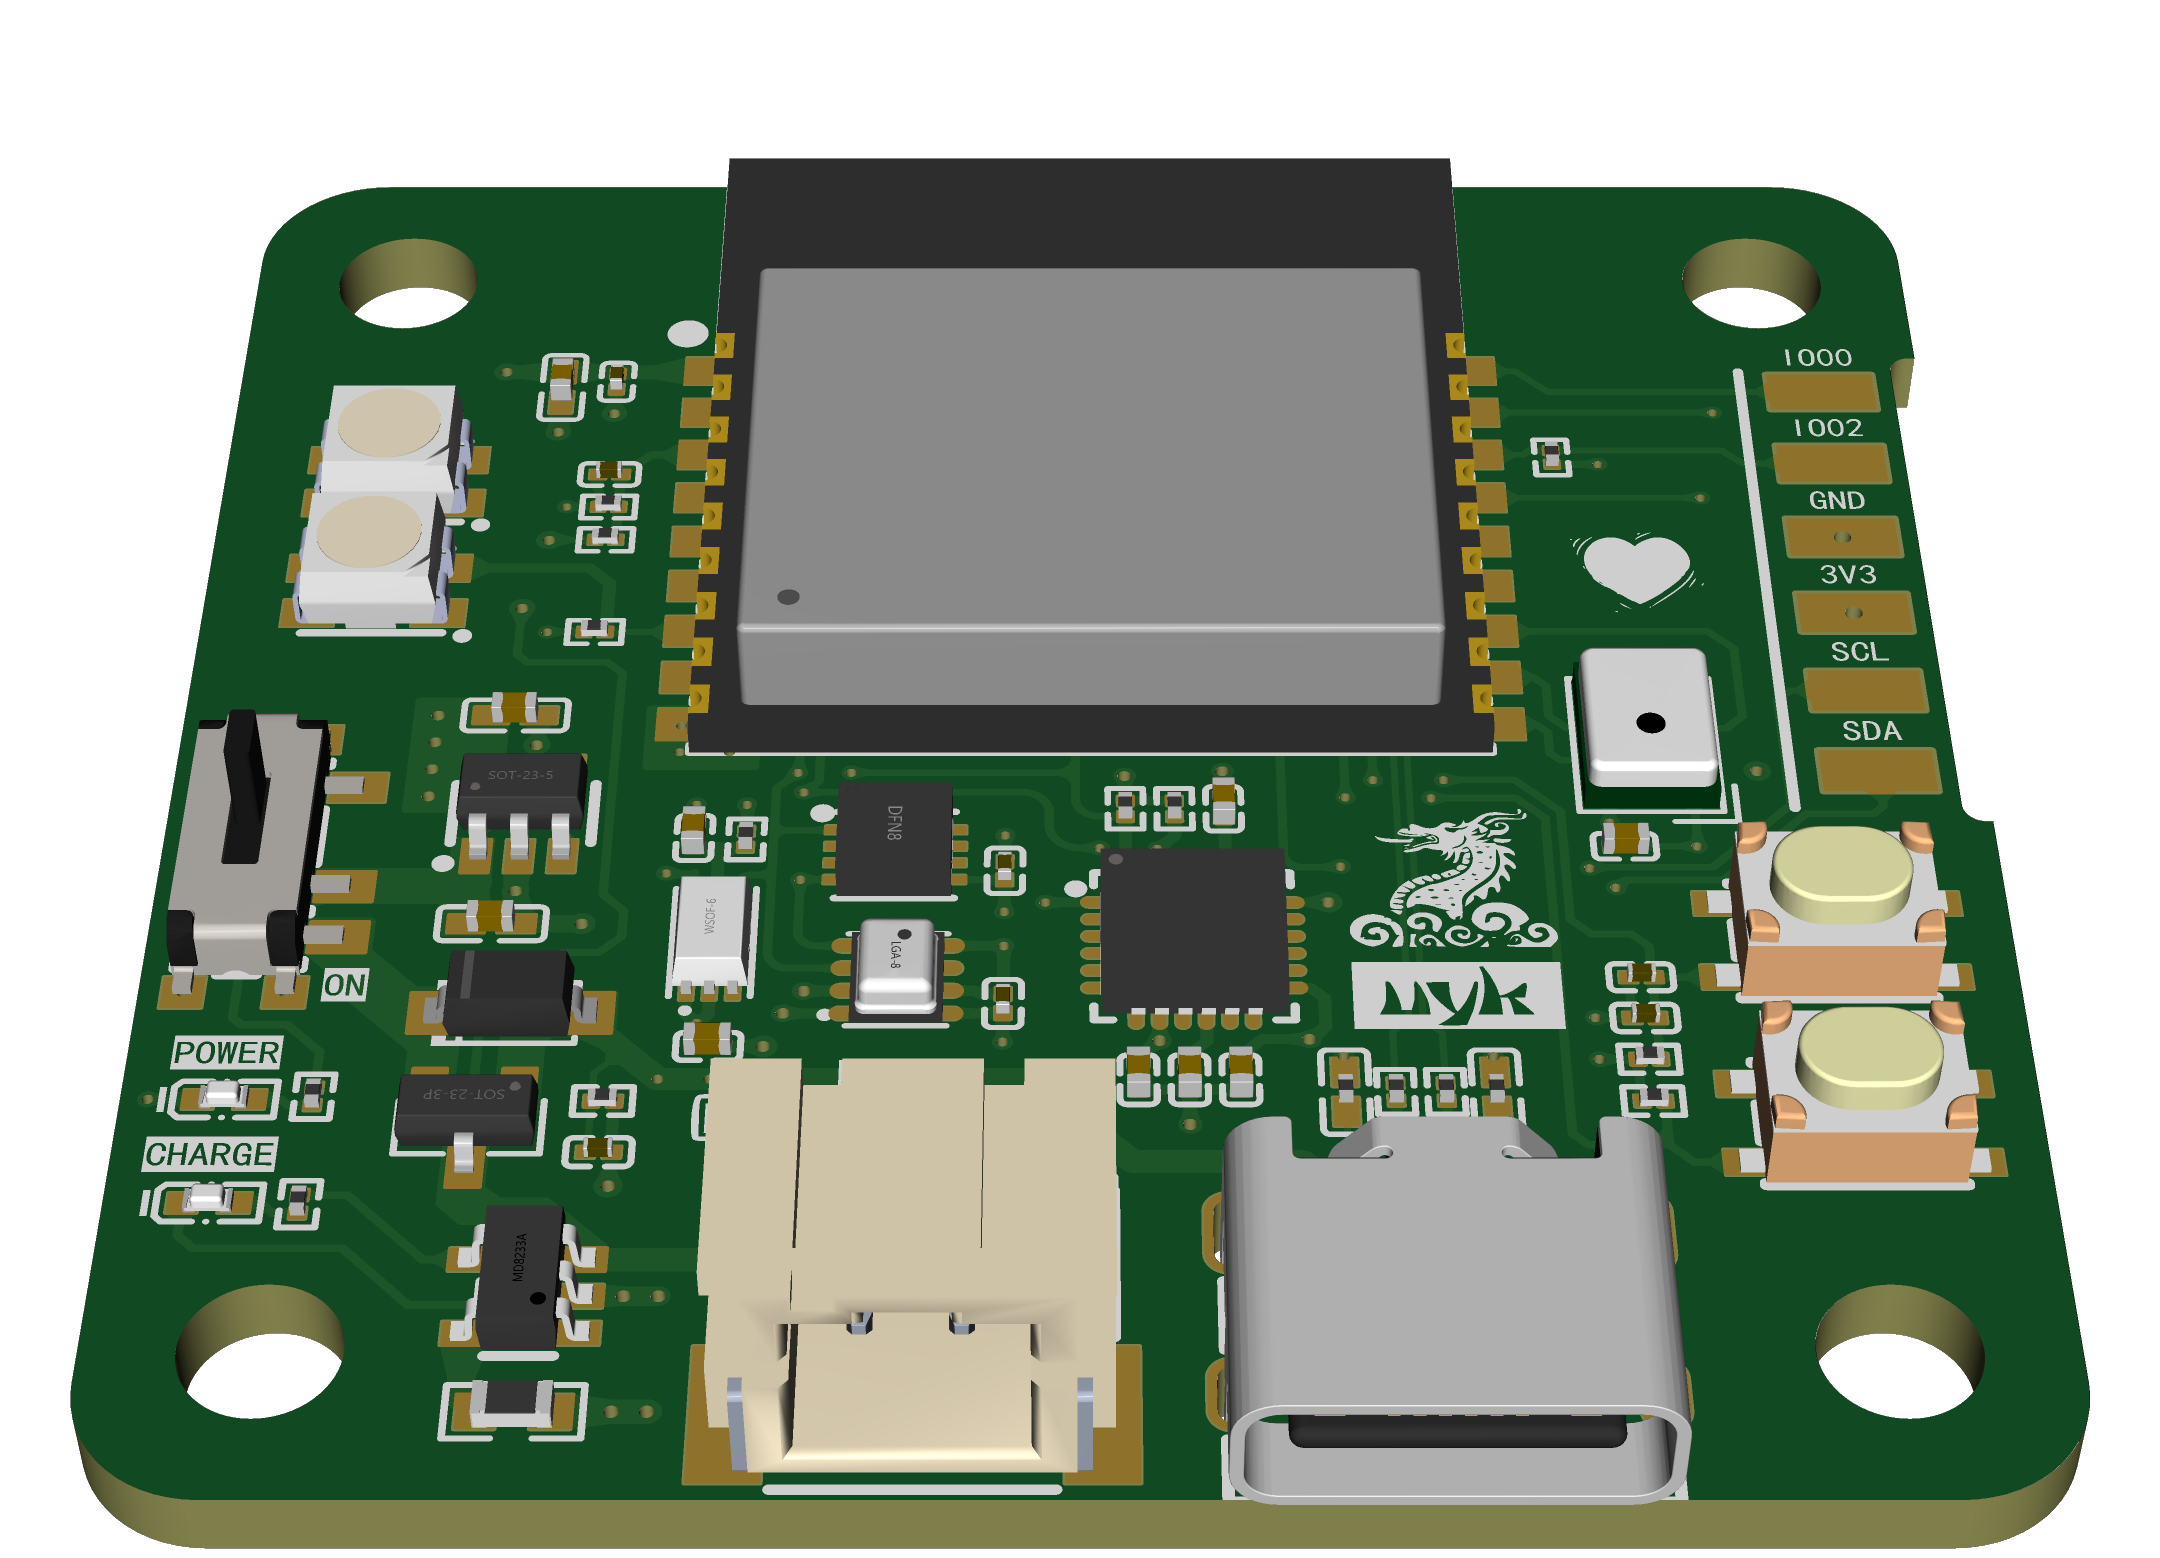 IO00
IO02
GND
3V3
SCL
SDA
SOT-23-5
DFN8
WSOF-6
LGA-8
ON
POWER
SOT-23-3P
CHARGE
MD8233A